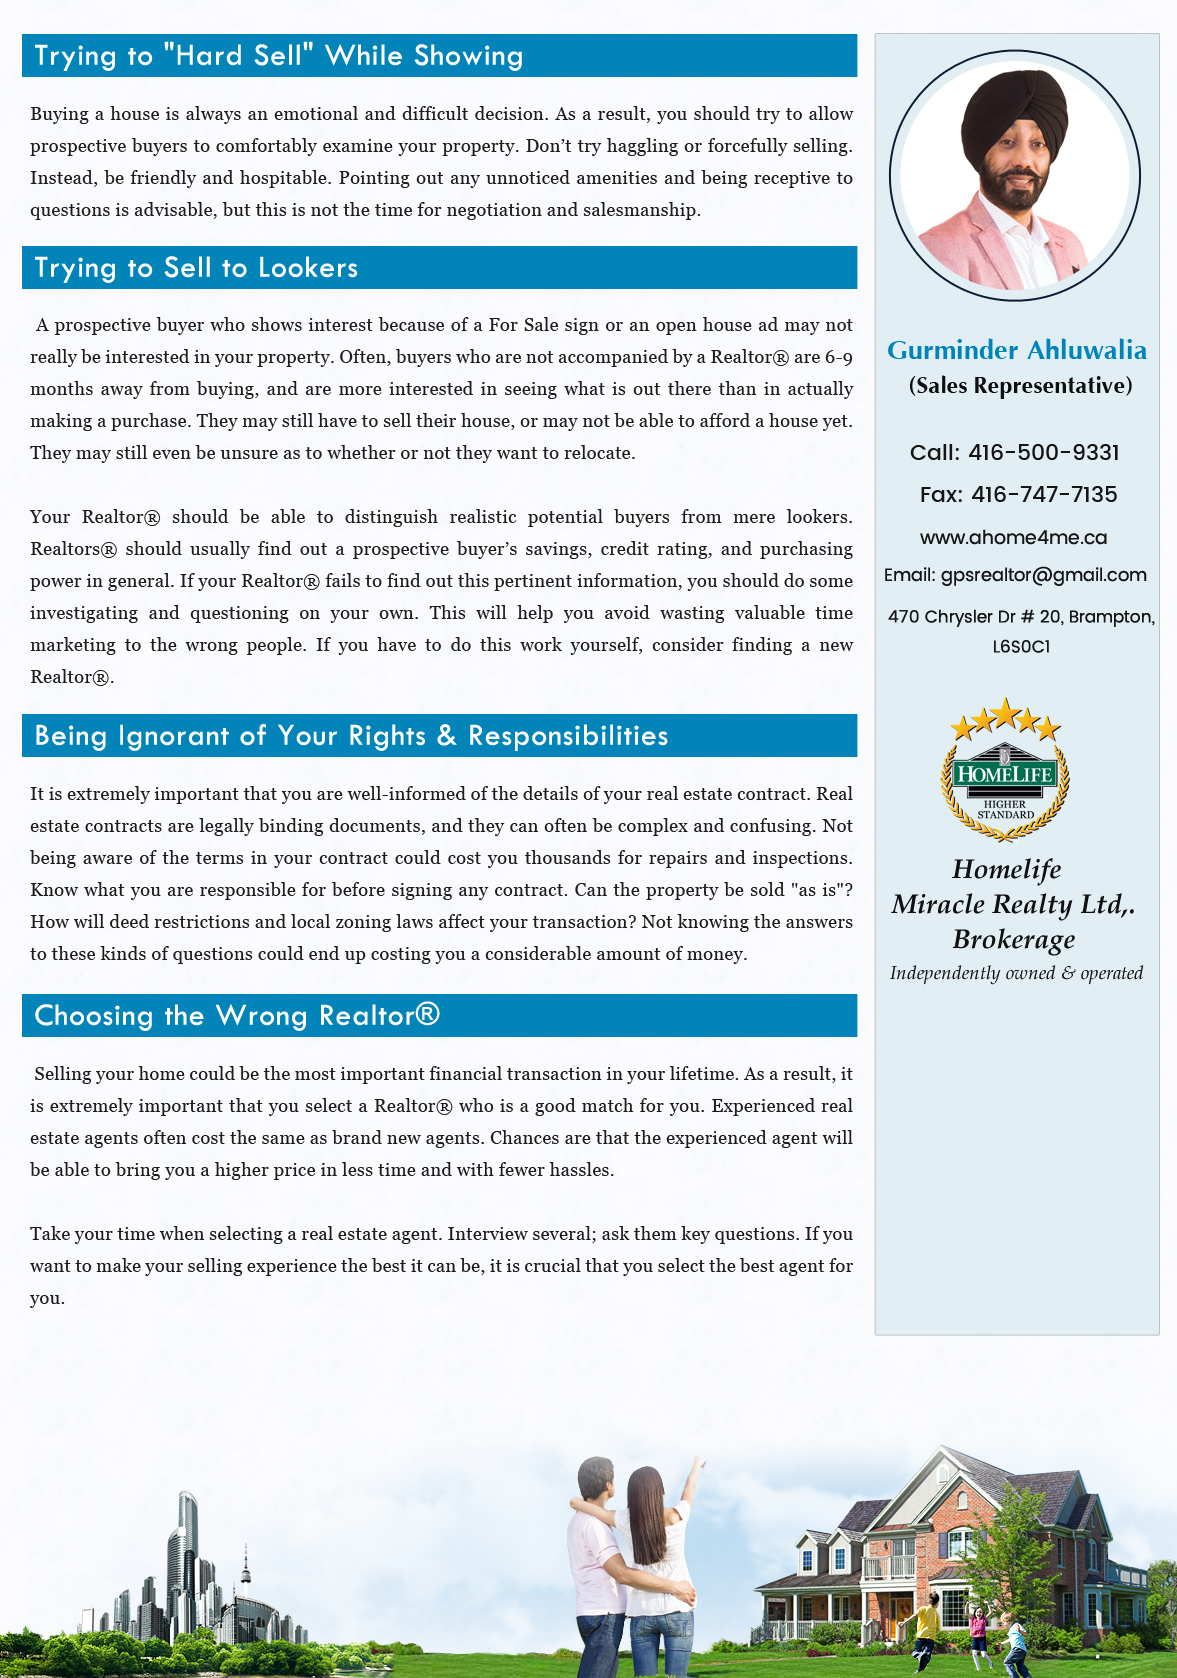 Trying to "Hard Sell" While Showing
Buying a house is always an emotional and difficult decision. As a result, you should try to allow
prospective buyers to comfortably examine your property. Don’t try haggling or forcefully selling.
Instead, be friendly and hospitable. Pointing out any unnoticed amenities and being receptive to
questions is advisable, but this is not the time for negotiation and salesmanship.
Trying to Sell to Lookers
A prospective buyer who shows interest because of a For Sale sign or an open house ad may not
really be interested in your property. Often, buyers who are not accompanied by a Realtor® are 6-9
months away from buying, and are more interested in seeing what is out there than in actually
making a purchase. They may still have to sell their house, or may not be able to afford a house yet.
They may still even be unsure as to whether or not they want to relocate.
Your Realtor® should be able to distinguish realistic potential buyers from mere lookers.
Realtors® should usually find out a prospective buyer’s savings, credit rating, and purchasing
power in general. If your Realtor® fails to find out this pertinent information, you should do some
investigating and questioning on your own. This will help you avoid wasting valuable time
marketing to the wrong people. If you have to do this work yourself, consider finding a new
Realtor®.
Being Ignorant of Your Rights & Responsibilities
It is extremely important that you are well-informed of the details of your real estate contract. Real
estate contracts are legally binding documents, and they can often be complex and confusing. Not
being aware of the terms in your contract could cost you thousands for repairs and inspections.
Know what you are responsible for before signing any contract. Can the property be sold "as is"?
How will deed restrictions and local zoning laws affect your transaction? Not knowing the answers
to these kinds of questions could end up costing you a considerable amount of money.
Choosing the Wrong Realtor®
Selling your home could be the most important financial transaction in your lifetime. As a result, it
is extremely important that you select a Realtor® who is a good match for you. Experienced real
estate agents often cost the same as brand new agents. Chances are that the experienced agent will
be able to bring you a higher price in less time and with fewer hassles.
Take your time when selecting a real estate agent. Interview several; ask them key questions. If you
want to make your selling experience the best it can be, it is crucial that you select the best agent for
you.
Gurminder Ahluwalia
(Sales Representative)
Call: 416-500-9331
Fax: 416-747-7135
www.ahome4me.ca
Email: gpsrealtor@gmail.com
470 Chrysler Dr # 20, Brampton,
L6S0C1
HOMELIFE
HIGHER
STANDARD
Homelife
Miracle Realty Ltd,.
Brokerage
Independently owned & operated